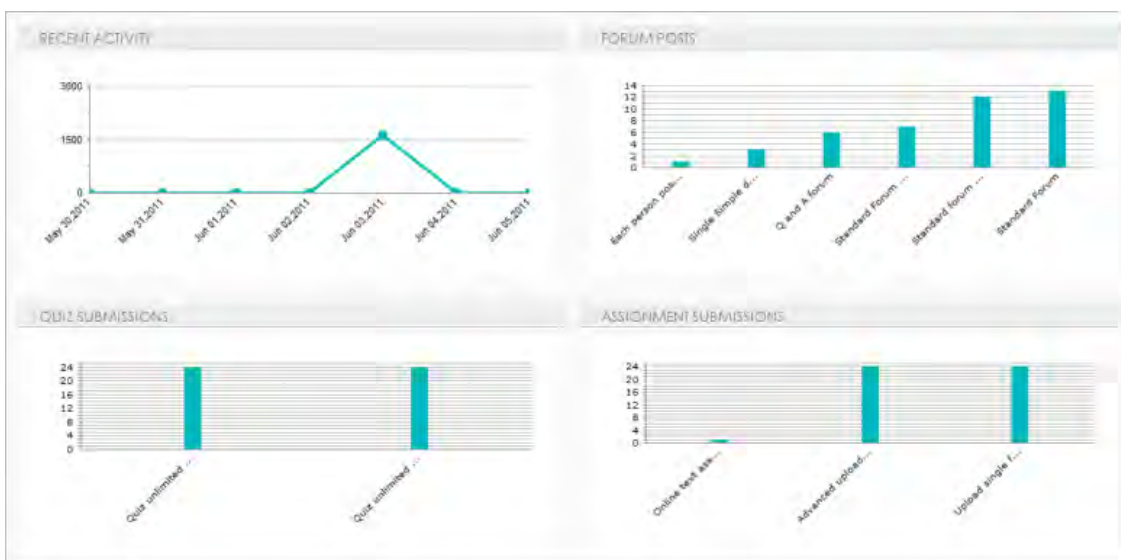 RECENT ACTIVITY
3000
1500
0
May 30.2011
May 31.2011
Jun 01.2011
Jun 02.2011
Jun 03.2011
Jun 04.2011
Jun 05.2011
FORUM POSTS
14
12
10
8
6
4
2
0
Each person pos...
Single Simple d...
Q and A forum
Standard Forum ...
Standard forum ...
Standard Forum
QUIZ SUBMISSIONS
24
20
16
12
8
4
0
Quiz unlimited ...
Quiz unlimited ...
ASSIGNMENT SUBMISSIONS
24
20
16
12
8
4
0
Online text ass...
Advanced upload...
Upload single f...